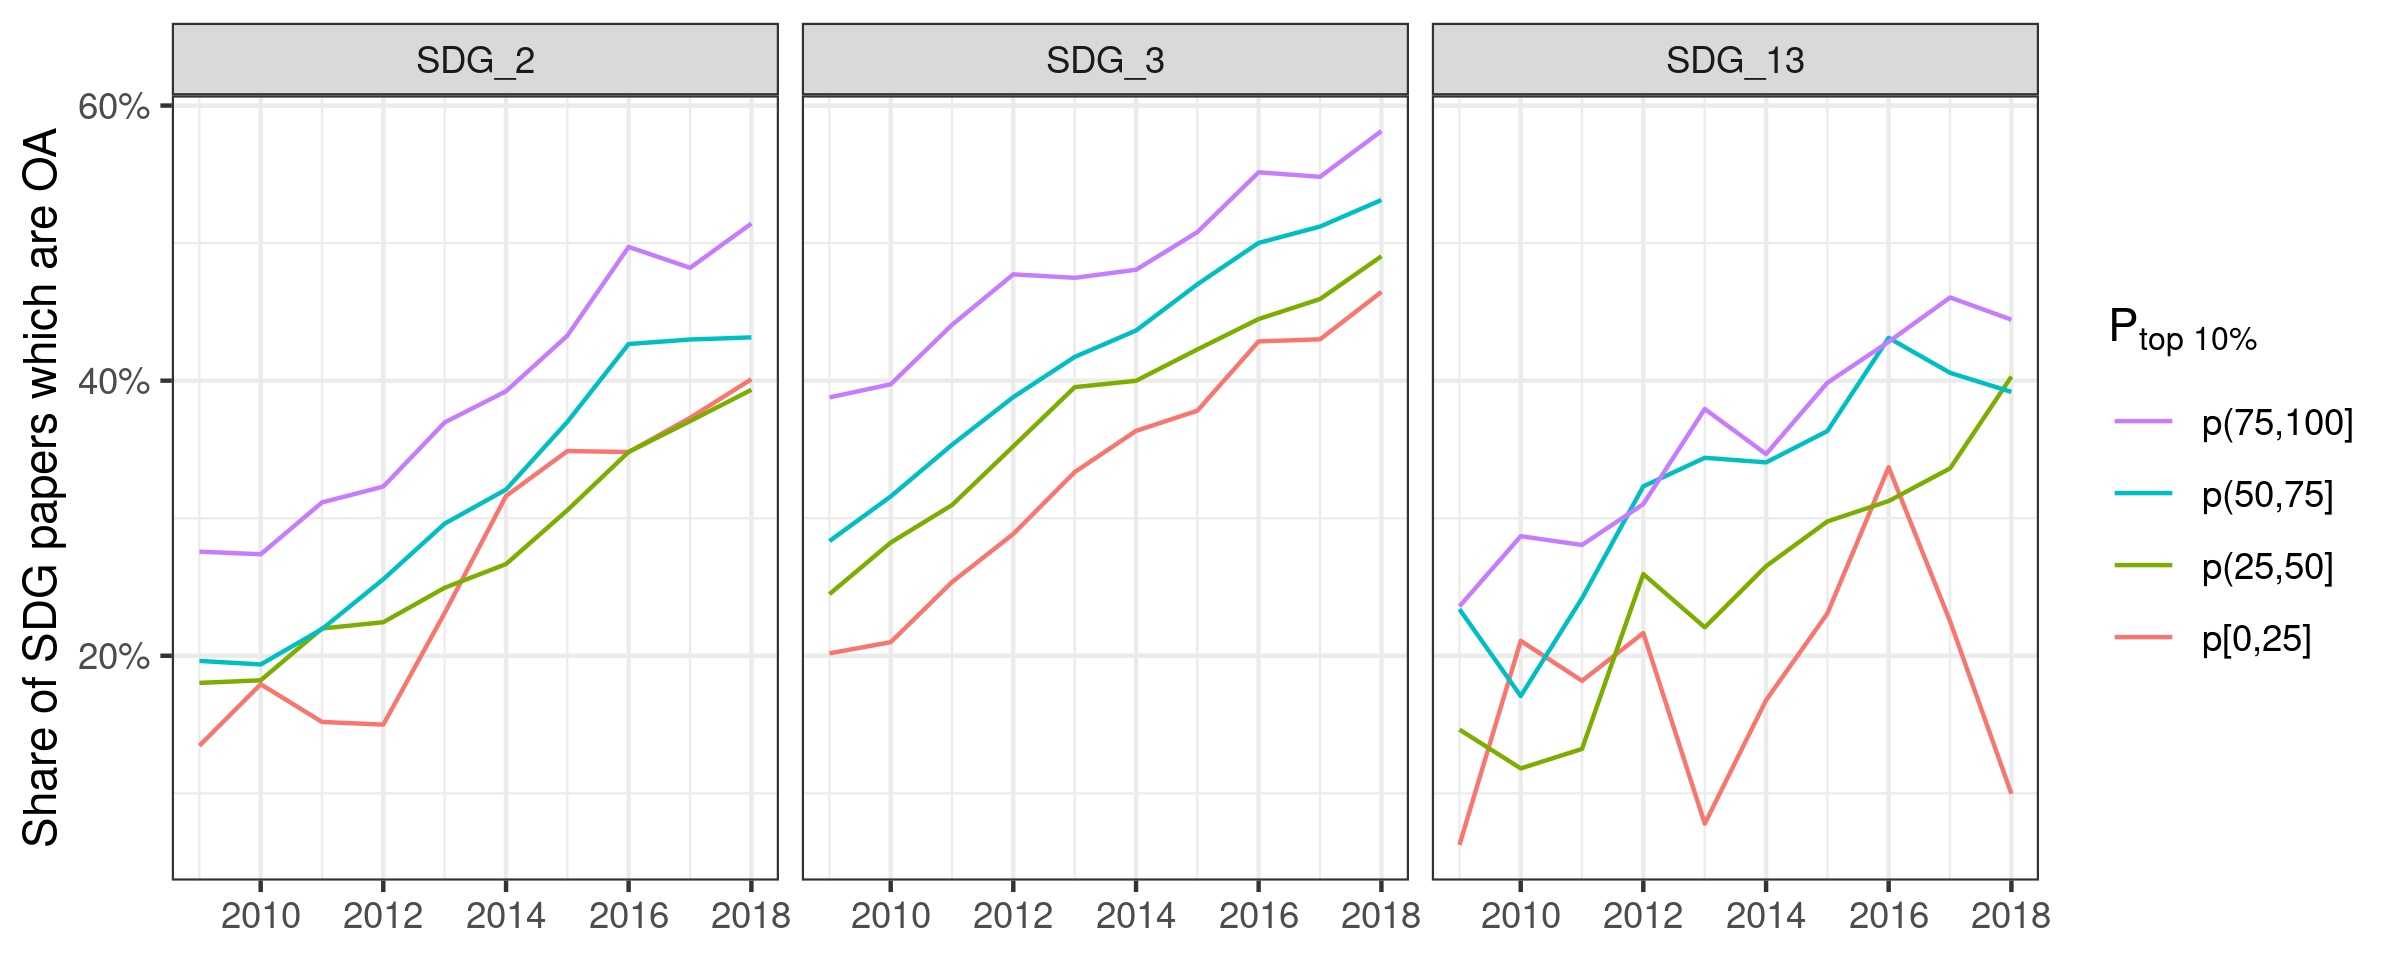 SDG_2
SDG_3
SDG_13
Share of SDG papers which are OA
60%
40%
20%
2010 2012 2014 2016 2018
2010 2012 2014 2016 2018
2010 2012 2014 2016 2018
Ptop 10%
p(75,100]
p(50,75]
p(25,50]
p[0,25]